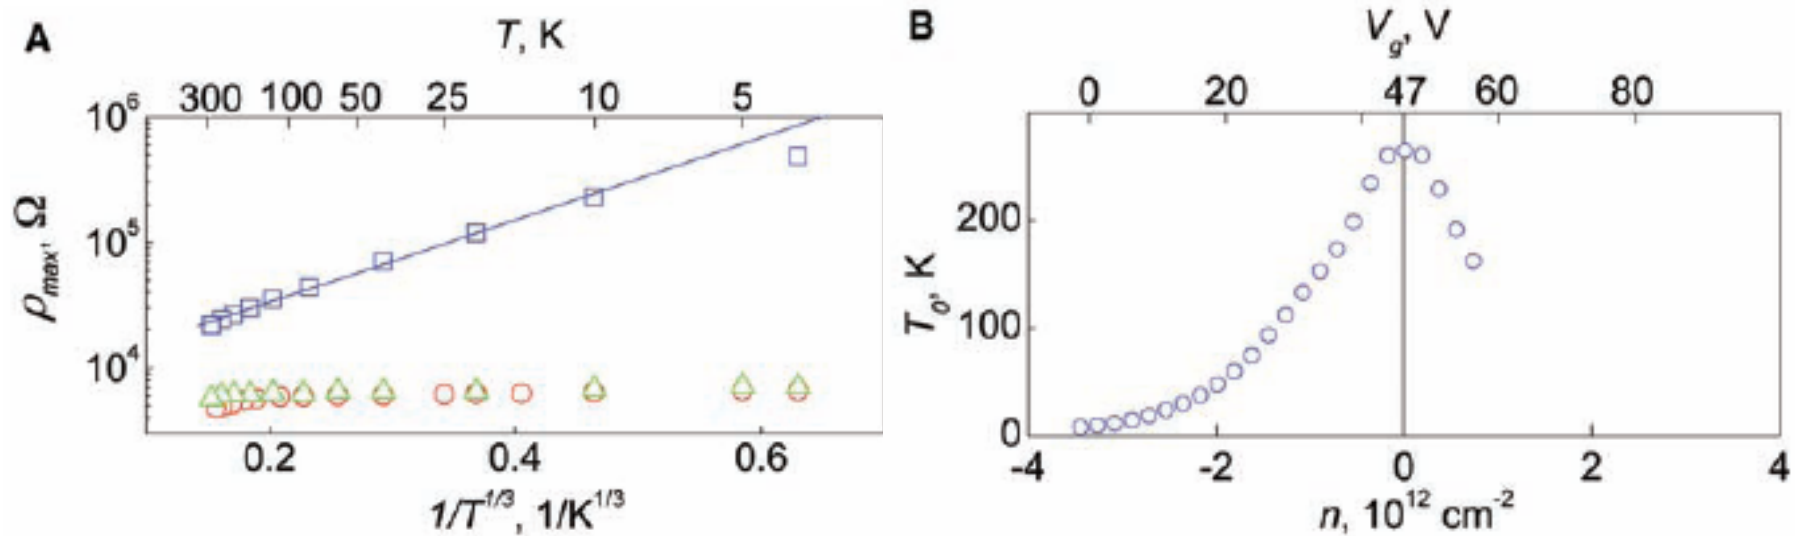 A
T, K
300 100 50 25 10 5
10^6
10^5
10^4
ρ_max, Ω
0.2 0.4 0.6
1/T^1/3, 1/K^1/3
B
V_g, V
0 20 47 60 80
200
100
0
T_0, K
-4 -2 0 2 4
n, 10^12 cm^-2